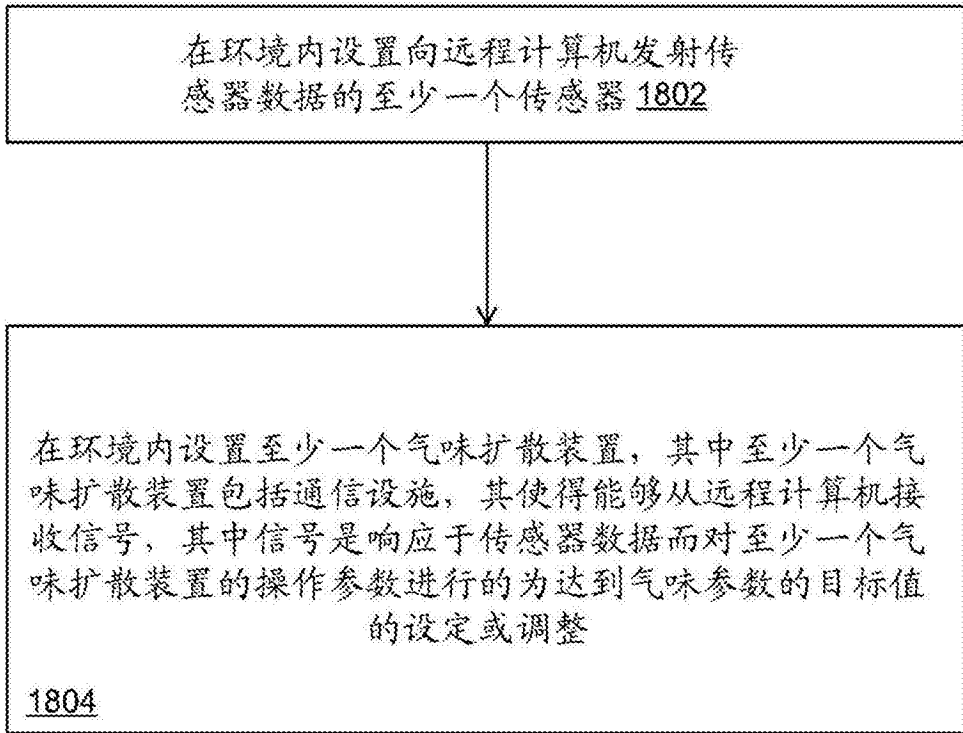 在环境内设置向远程计算机发射传
感器数据的至少一个传感器 1802
在环境内设置至少一个气味扩散装置，其中至少一个气
味扩散装置包括通信设施，其使得能够从远程计算机接
收信号，其中信号是响应于传感器数据而对至少一个气
味扩散装置的操作参数进行的为达到气味参数的目标值
的设定或调整
1804